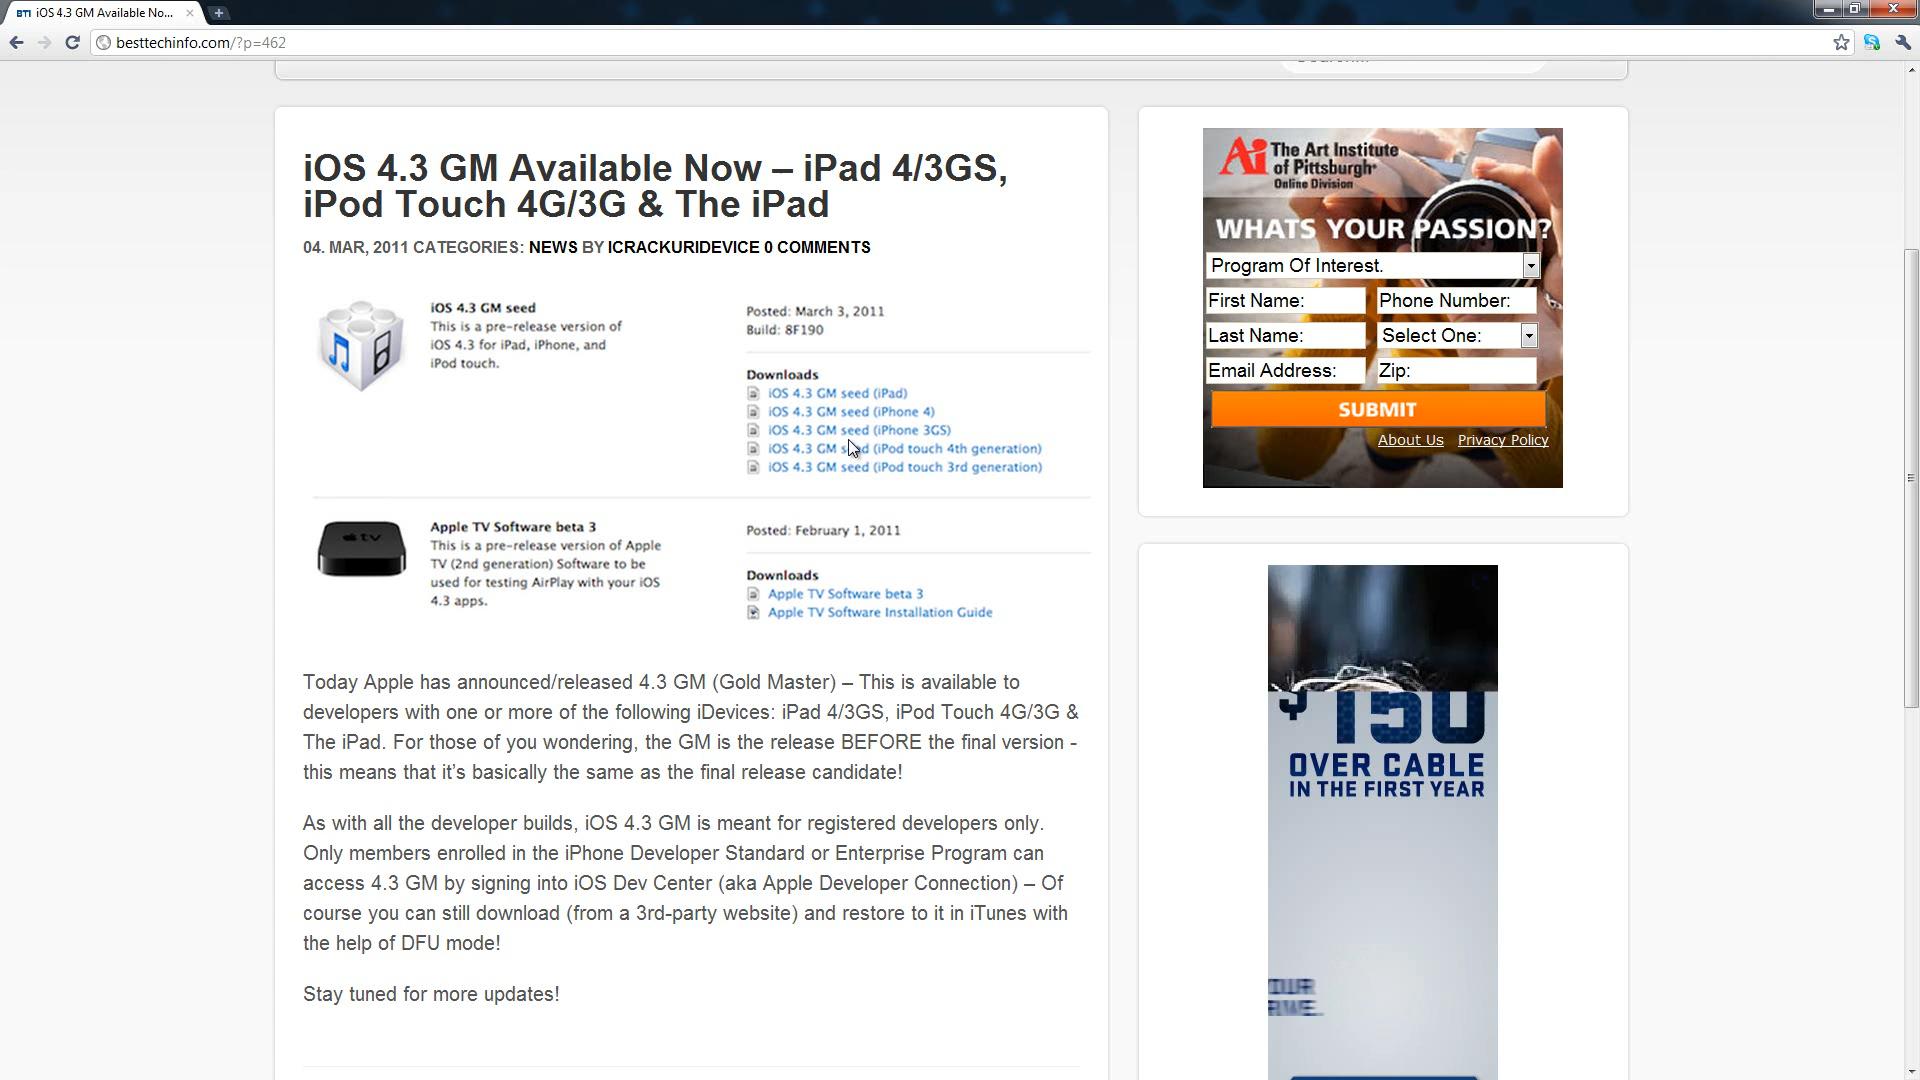 BTI iOS 4.3 GM Available No...
besttechinfo.com/?p=462
iOS 4.3 GM Available Now – iPad 4/3GS,
iPod Touch 4G/3G & The iPad
04. MAR, 2011 CATEGORIES: NEWS BY ICRACKURIDEVICE 0 COMMENTS
iOS 4.3 GM seed
This is a pre-release version of
iOS 4.3 for iPad, iPhone, and
iPod touch.
Posted: March 3, 2011
Build: 8F190
Downloads
iOS 4.3 GM seed (iPad)
iOS 4.3 GM seed (iPhone 4)
iOS 4.3 GM seed (iPhone 3GS)
iOS 4.3 GM seed (iPod touch 4th generation)
iOS 4.3 GM seed (iPod touch 3rd generation)
tv
Apple TV Software beta 3
This is a pre-release version of Apple
TV (2nd generation) Software to be
used for testing AirPlay with your iOS
4.3 apps.
Posted: February 1, 2011
Downloads
Apple TV Software beta 3
Apple TV Software Installation Guide
Today Apple has announced/released 4.3 GM (Gold Master) – This is available to
developers with one or more of the following iDevices: iPad 4/3GS, iPod Touch 4G/3G &
The iPad. For those of you wondering, the GM is the release BEFORE the final version -
this means that it's basically the same as the final release candidate!
As with all the developer builds, iOS 4.3 GM is meant for registered developers only.
Only members enrolled in the iPhone Developer Standard or Enterprise Program can
access 4.3 GM by signing into iOS Dev Center (aka Apple Developer Connection) – Of
course you can still download (from a 3rd-party website) and restore to it in iTunes with
the help of DFU mode!
Stay tuned for more updates!
Ai The Art Institute
of Pittsburgh
Online Division
WHATS YOUR PASSION?
Program Of Interest.
First Name: Phone Number:
Last Name: Select One:
Email Address: Zip:
SUBMIT
About Us Privacy Policy
$150
OVER CABLE
IN THE FIRST YEAR